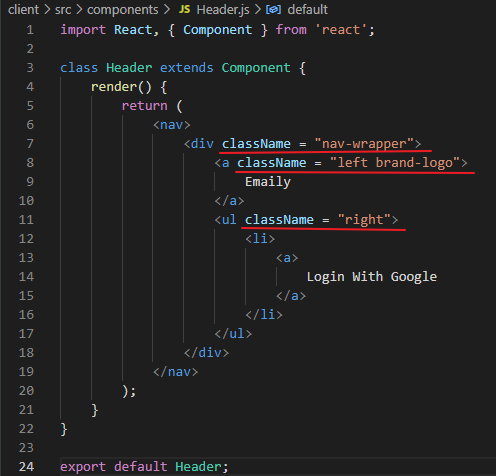 client > src > components > JS Header.js > default
1 import React, { Component } from 'react';
2
3 class Header extends Component {
4 render() {
5 return (
6 <nav>
7 <div className = "nav-wrapper">
8 <a className = "left brand-logo">
9 Emaily
10 </a>
11 <ul className = "right">
12 <li>
13 <a>
14 Login With Google
15 </a>
16 </li>
17 </ul>
18 </div>
19 </nav>
20 );
21 }
22 }
23
24 export default Header;